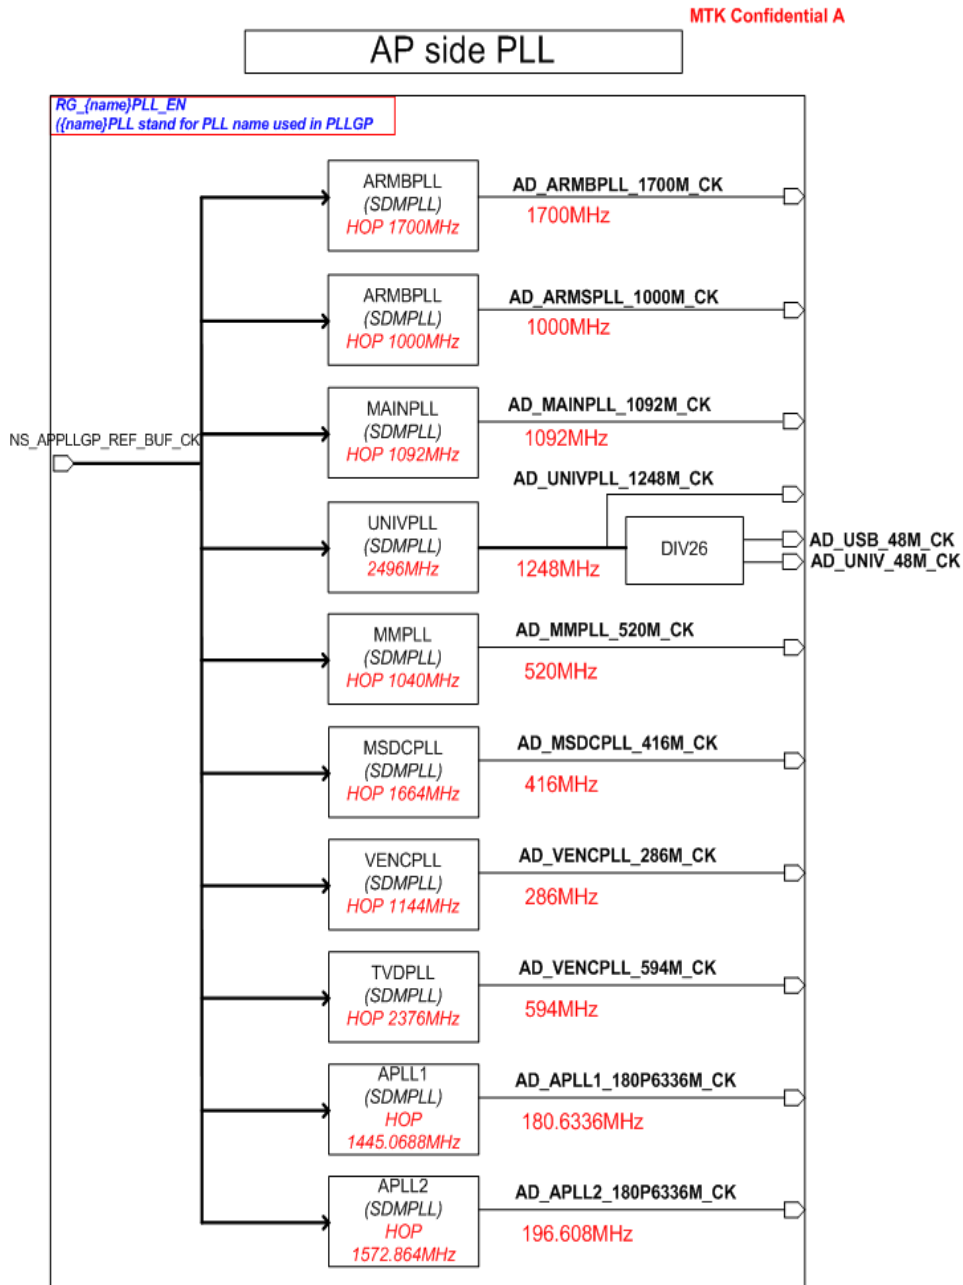 MTK Confidential A
AP side PLL
RG_{name}PLL_EN
({name}PLL stand for PLL name used in PLLGP
ARMBPLL
(SDMPLL)
HOP 1700MHz
AD_ARMBPLL_1700M_CK
1700MHz
ARMBPLL
(SDMPLL)
HOP 1000MHz
AD_ARMSPLL_1000M_CK
1000MHz
MAINPLL
(SDMPLL)
HOP 1092MHz
AD_MAINPLL_1092M_CK
1092MHz
NS_APPLLGP_REF_BUF_CK
AD_UNIVPLL_1248M_CK
UNIVPLL
(SDMPLL)
2496MHz
1248MHz
DIV26
AD_USB_48M_CK
AD_UNIV_48M_CK
MMPLL
(SDMPLL)
HOP 1040MHz
AD_MMPLL_520M_CK
520MHz
MSDCPLL
(SDMPLL)
HOP 1664MHz
AD_MSDCPLL_416M_CK
416MHz
VENCPLL
(SDMPLL)
HOP 1144MHz
AD_VENCPLL_286M_CK
286MHz
TVDPLL
(SDMPLL)
HOP 2376MHz
AD_VENCPLL_594M_CK
594MHz
APLL1
(SDMPLL)
HOP
1445.0688MHz
AD_APLL1_180P6336M_CK
180.6336MHz
APLL2
(SDMPLL)
HOP
1572.864MHz
AD_APLL2_180P6336M_CK
196.608MHz